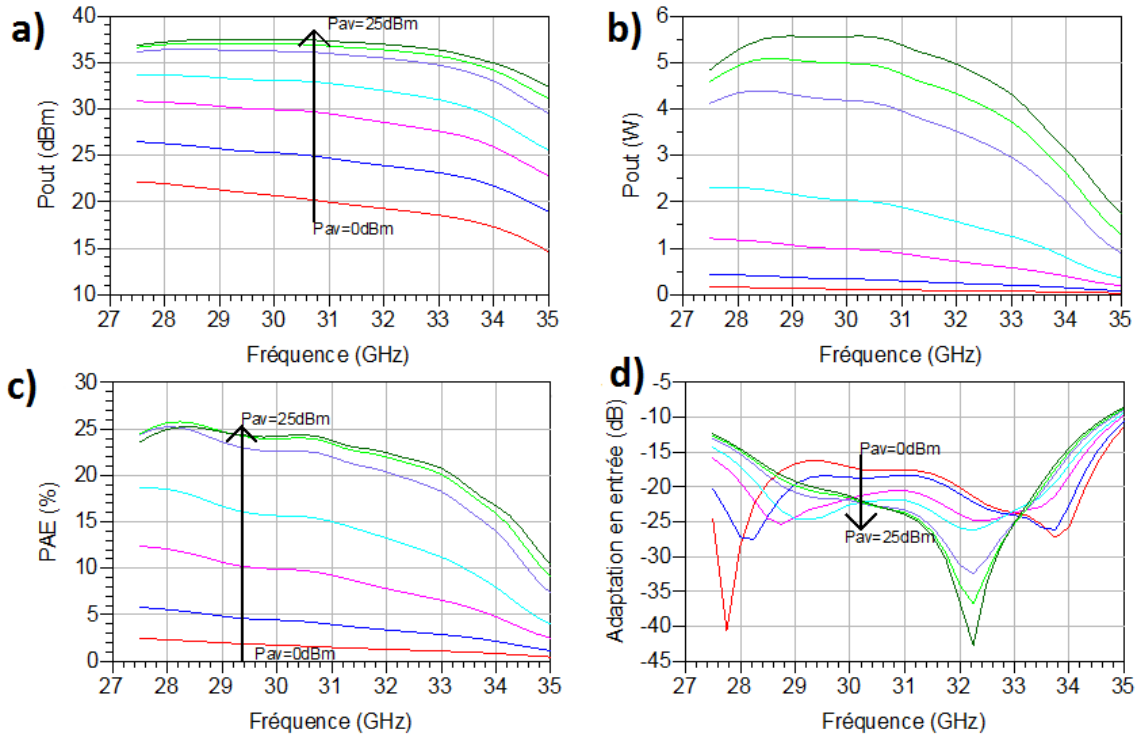 a)
Pout (dBm)
40
35
30
25
20
15
10
Pav=25dBm
Pav=0dBm
27 28 29 30 31 32 33 34 35
Fréquence (GHz)
b)
Pout (W)
6
5
4
3
2
1
0
27 28 29 30 31 32 33 34 35
Fréquence (GHz)
c)
PAE (%)
30
25
20
15
10
5
0
Pav=25dBm
Pav=0dBm
27 28 29 30 31 32 33 34 35
Fréquence (GHz)
d)
Adaptation en entrée (dB)
-5
-10
-15
-20
-25
-30
-35
-40
-45
Pav=0dBm
Pav=25dBm
27 28 29 30 31 32 33 34 35
Fréquence (GHz)